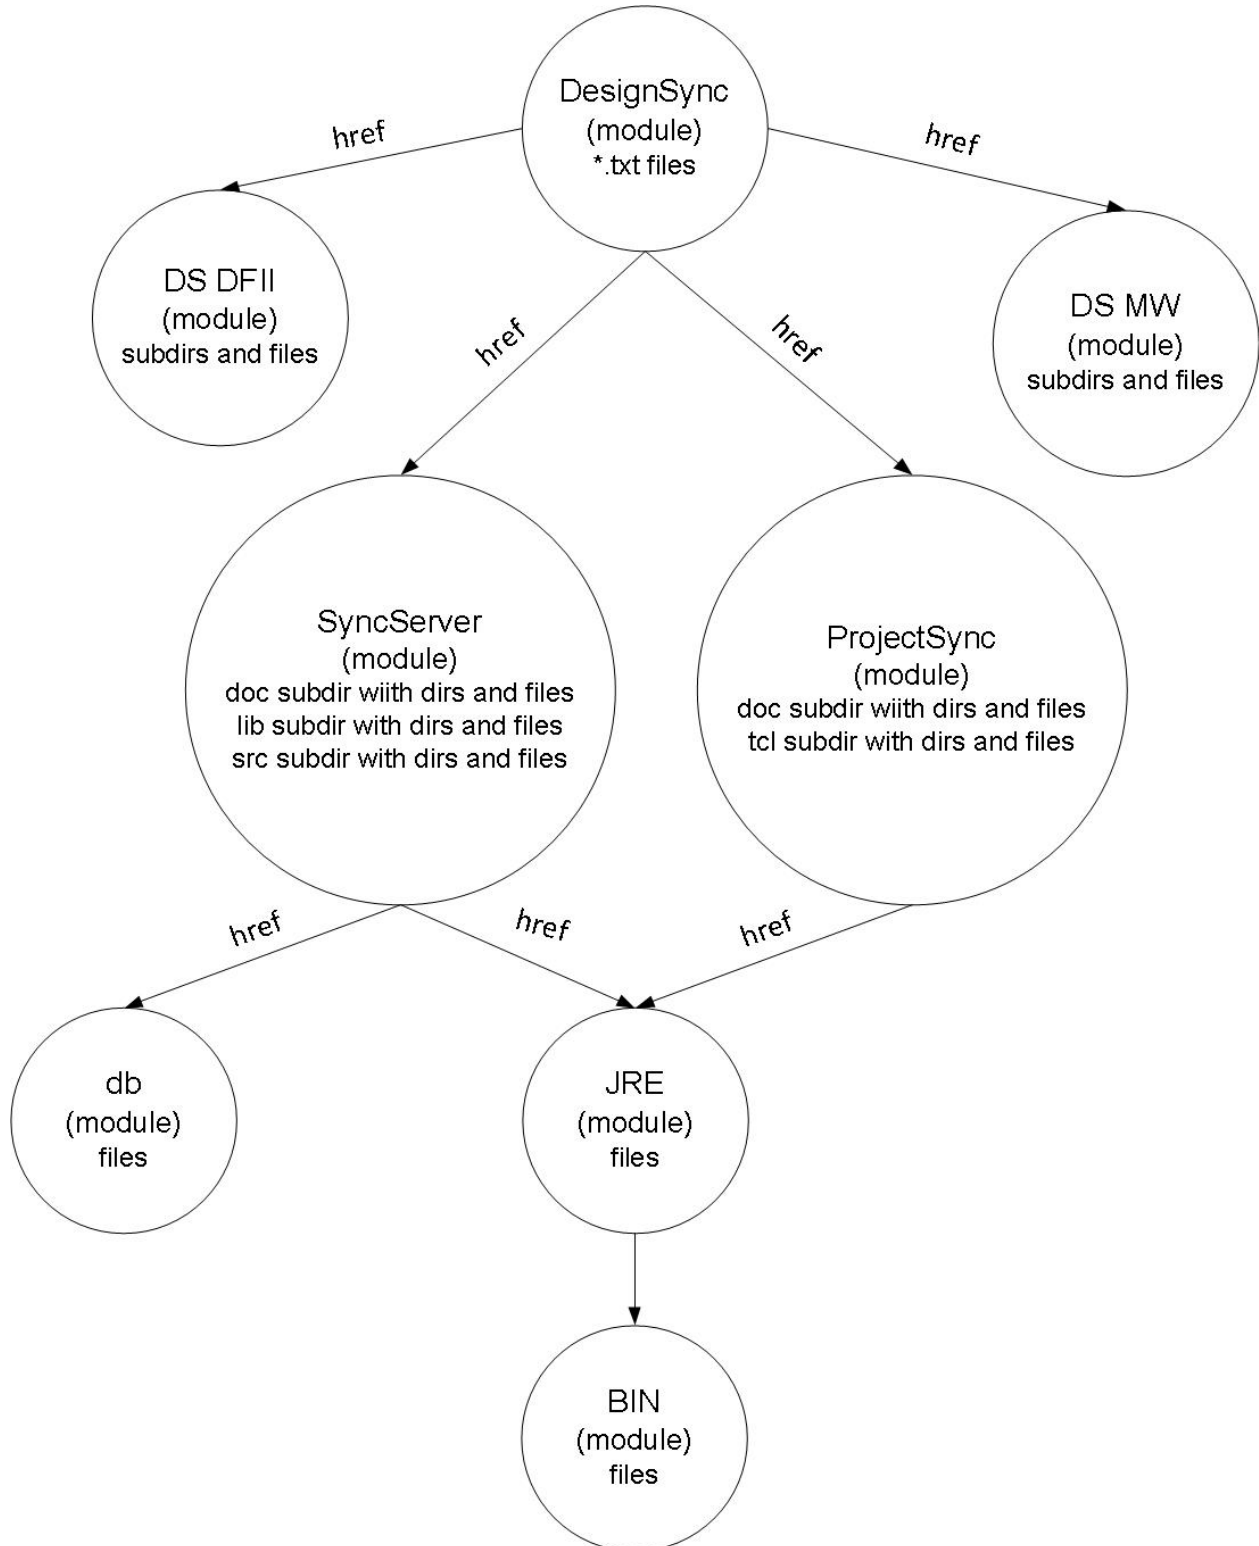 DesignSync
(module)
*.txt files
href
href
DS DFII
(module)
subdirs and files
DS MW
(module)
subdirs and files
href
href
SyncServer
(module)
doc subdir wiith dirs and files
lib subdir with dirs and files
src subdir with dirs and files
ProjectSync
(module)
doc subdir wiith dirs and files
tcl subdir with dirs and files
href
href
href
db
(module)
files
JRE
(module)
files
BIN
(module)
files